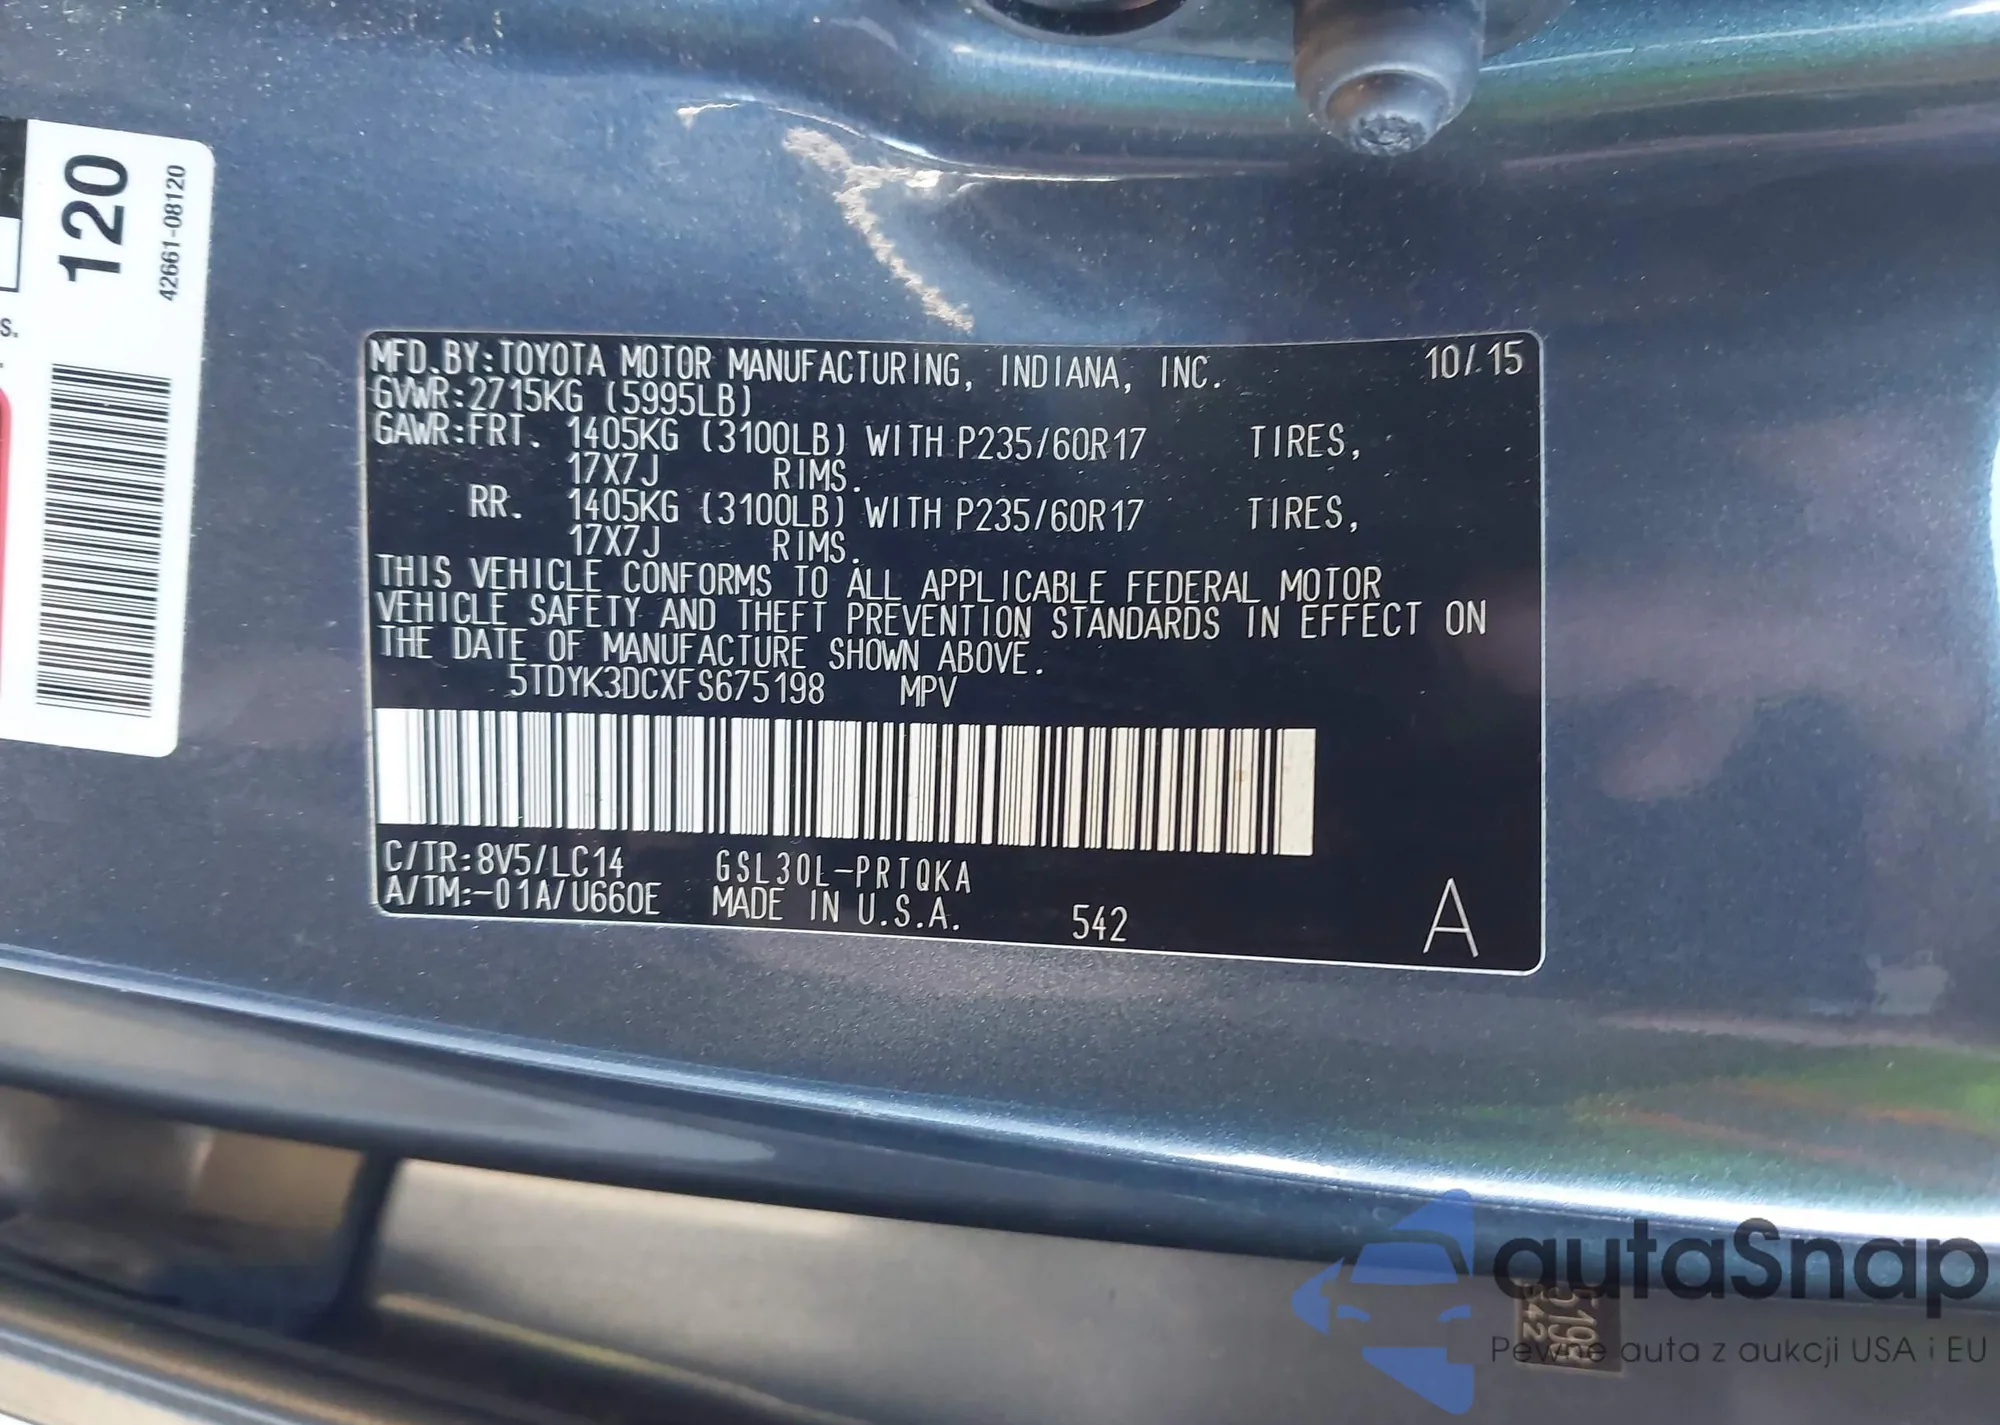 120
42661-08120
S.
MFD.BY:TOYOTA MOTOR MANUFACTURING, INDIANA, INC. 10/15
GVWR:2715KG (5995LB)
GAWR:FRT. 1405KG (3100LB) WITH P235/60R17 TIRES,
17X7J RIMS.
RR. 1405KG (3100LB) WITH P235/60R17 TIRES,
17X7J RIMS.
THIS VEHICLE CONFORMS TO ALL APPLICABLE FEDERAL MOTOR
VEHICLE SAFETY AND THEFT PREVENTION STANDARDS IN EFFECT ON
THE DATE OF MANUFACTURE SHOWN ABOVE.
5TDYK3DCXFS675198 MPV
C/TR:8V5/LC14 GSL30L-PRTQKA
A/TM:-01A/U660E MADE IN U.S.A. 542 A
autaSnap
Pewne auta z aukcji USA i EU
542